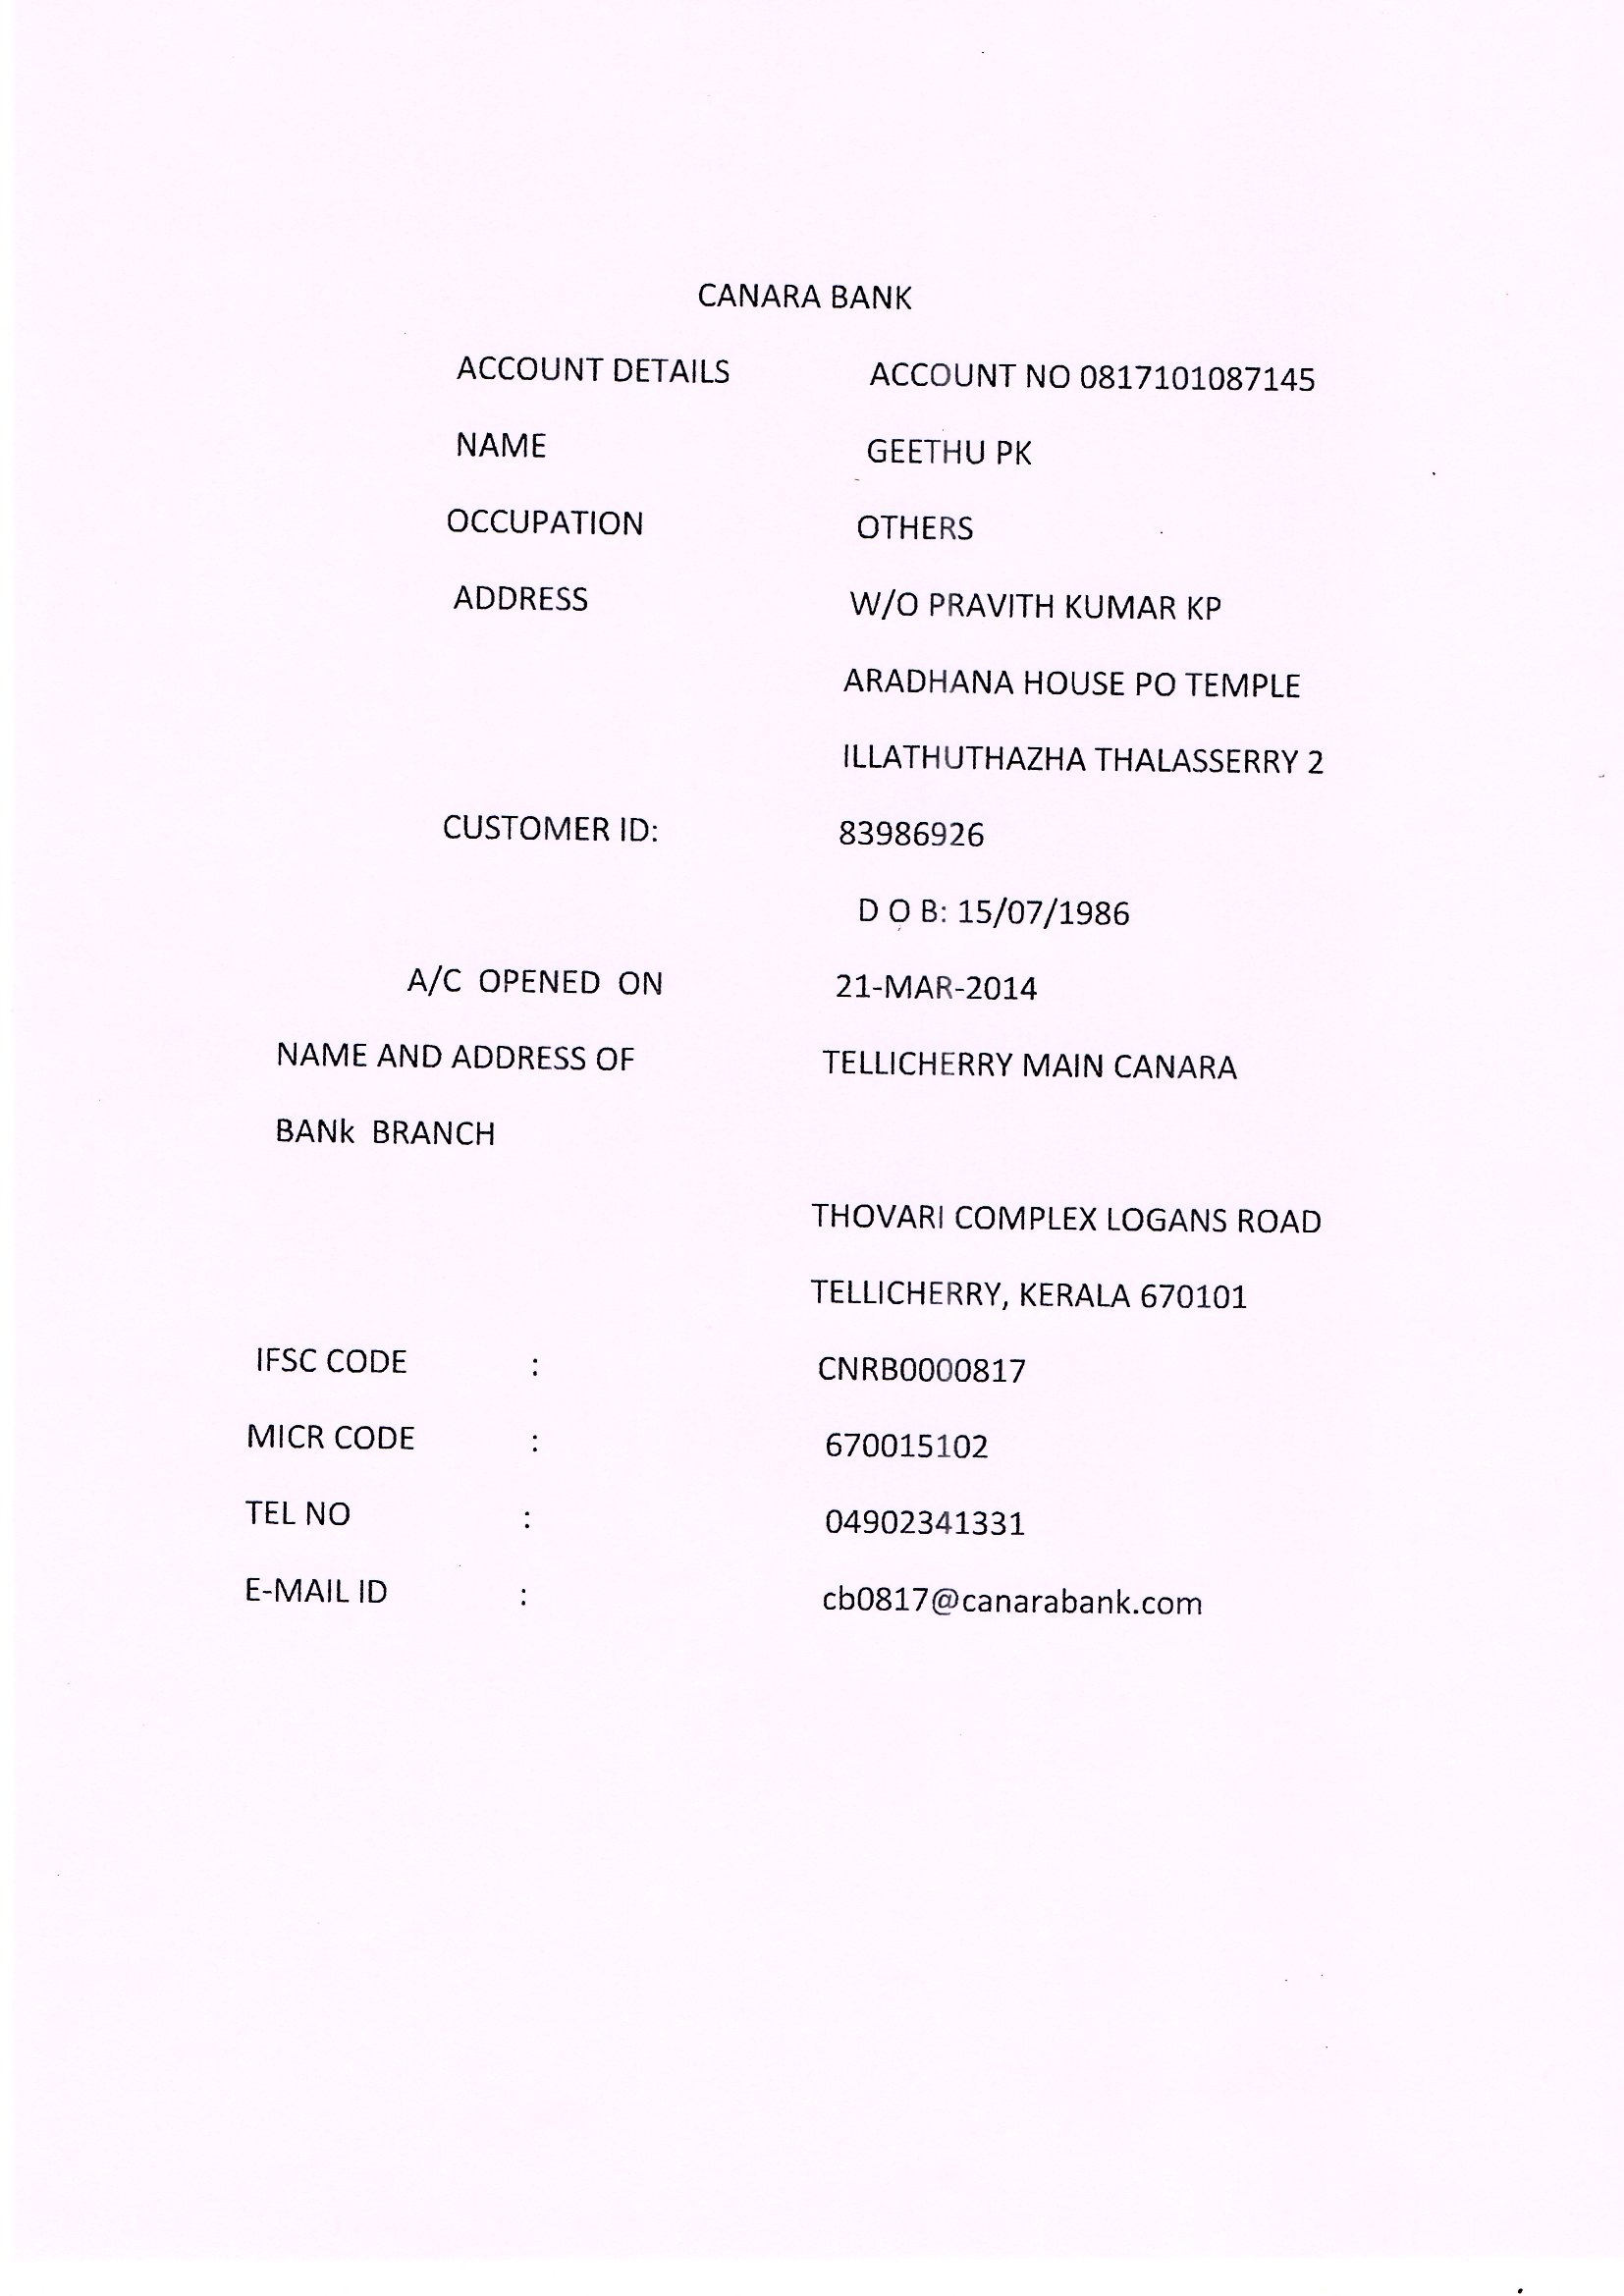 CANARA BANK
ACCOUNT DETAILS ACCOUNT NO 0817101087145
NAME GEETHU PK
OCCUPATION OTHERS
ADDRESS W/O PRAVITH KUMAR KP
ARADHANA HOUSE PO TEMPLE
ILLATHUTHAZHA THALASSERRY 2
CUSTOMER ID: 83986926
D O B: 15/07/1986
A/C OPENED ON 21-MAR-2014
NAME AND ADDRESS OF TELLICHERRY MAIN CANARA
BANk BRANCH
THOVARI COMPLEX LOGANS ROAD
TELLICHERRY, KERALA 670101
IFSC CODE : CNRB0000817
MICR CODE : 670015102
TEL NO : 04902341331
E-MAIL ID : cb0817@canarabank.com